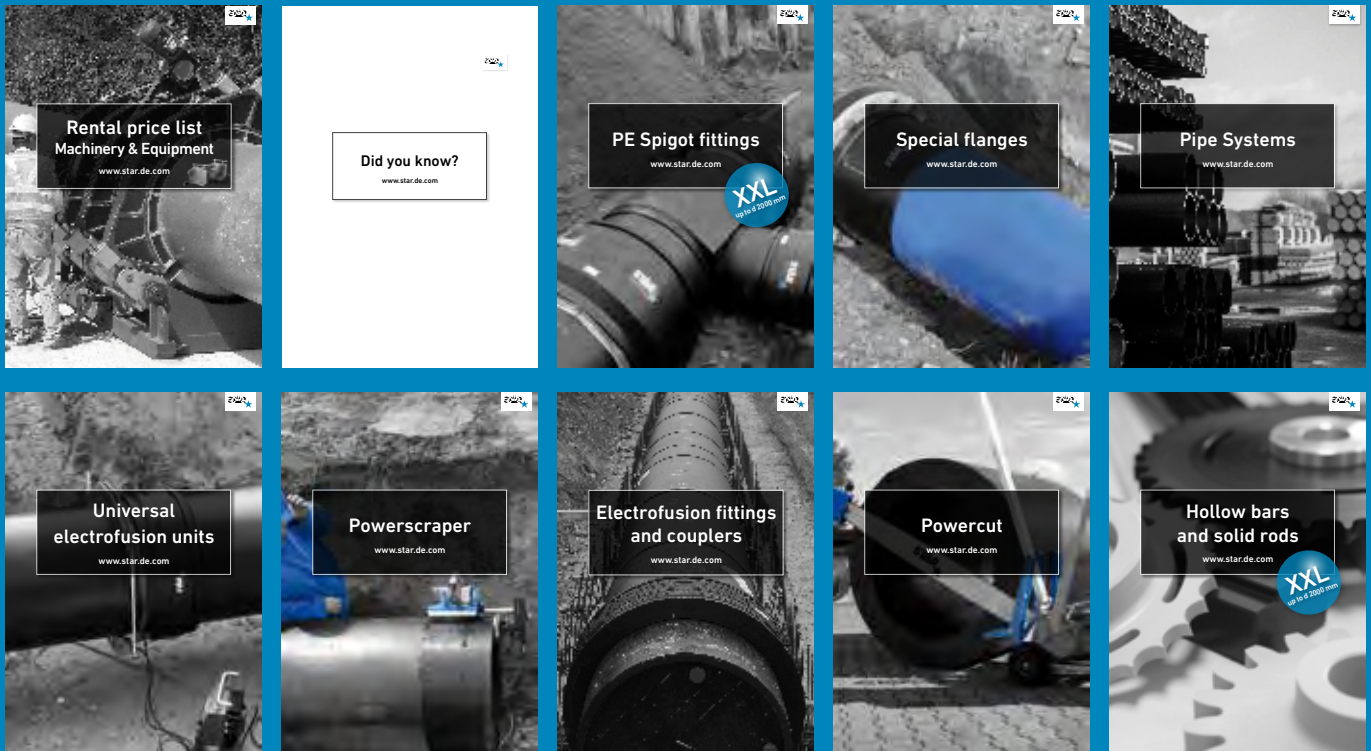 Rental price list
Machinery & Equipment
www.star.de.com
Did you know?
www.star.de.com
PE Spigot fittings
www.star.de.com
XXL
up to d 2000 mm
Special flanges
www.star.de.com
Pipe Systems
www.star.de.com
Universal
electrofusion units
www.star.de.com
Powerscraper
www.star.de.com
Electrofusion fittings
and couplers
www.star.de.com
Powercut
www.star.de.com
Hollow bars
and solid rods
www.star.de.com
XXL
up to d 2000 mm